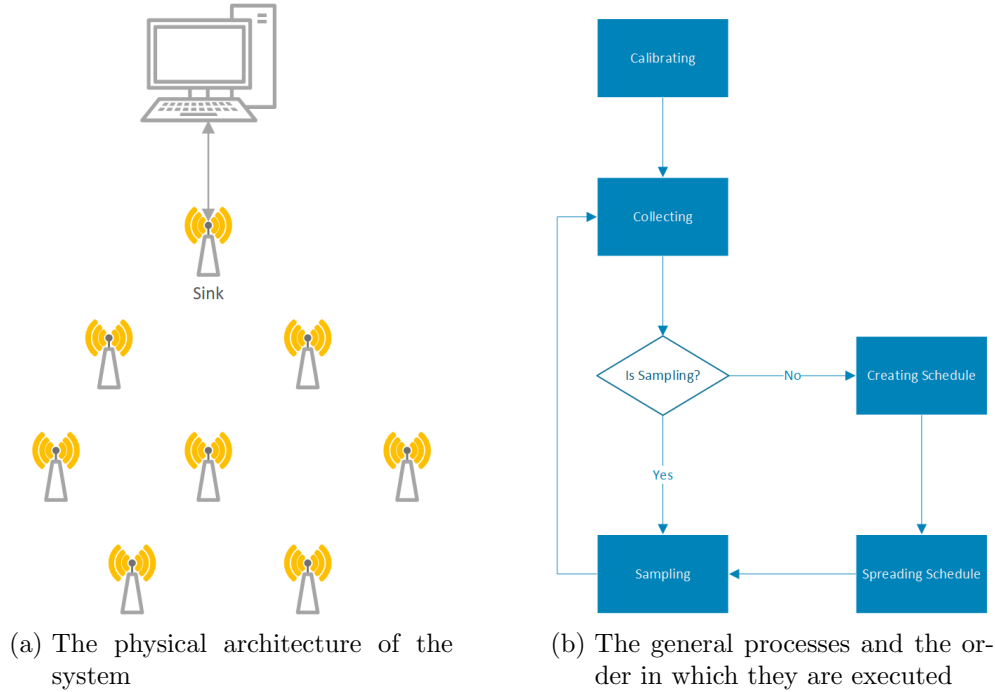 Sink
(a) The physical architecture of the
system
Calibrating
Collecting
Is Sampling?
No
Creating Schedule
Yes
Sampling
Spreading Schedule
(b) The general processes and the or-
der in which they are executed